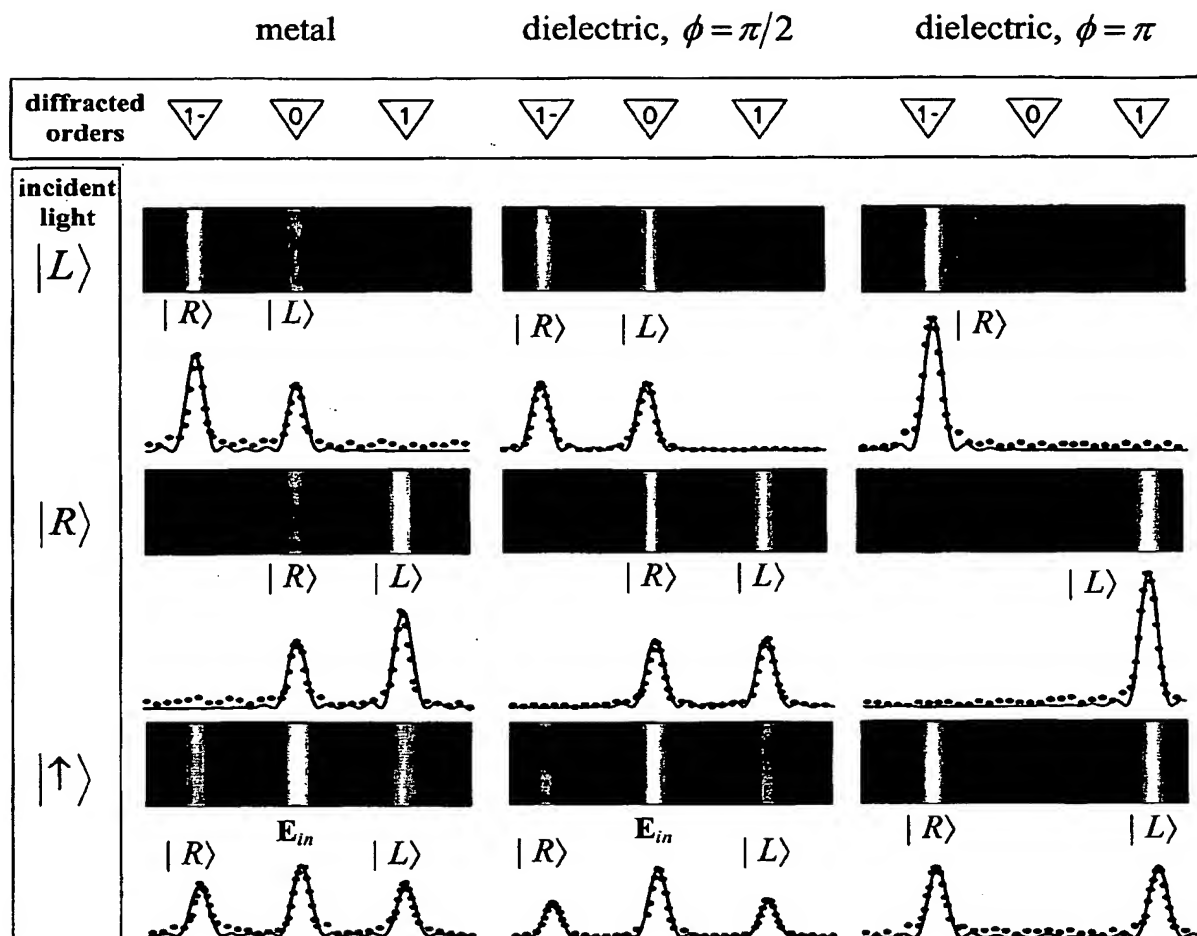 metal dielectric, ϕ = π/2 dielectric, ϕ = π
diffracted orders 1- 0 1 1- 0 1 1- 0 1
incident
light
|L⟩
|R⟩ |L⟩ |R⟩ |L⟩ |R⟩
|R⟩
|R⟩ |L⟩ |R⟩ |L⟩ |L⟩
|↑⟩
E_in E_in
|R⟩ |L⟩ |R⟩ |L⟩ |R⟩ |L⟩